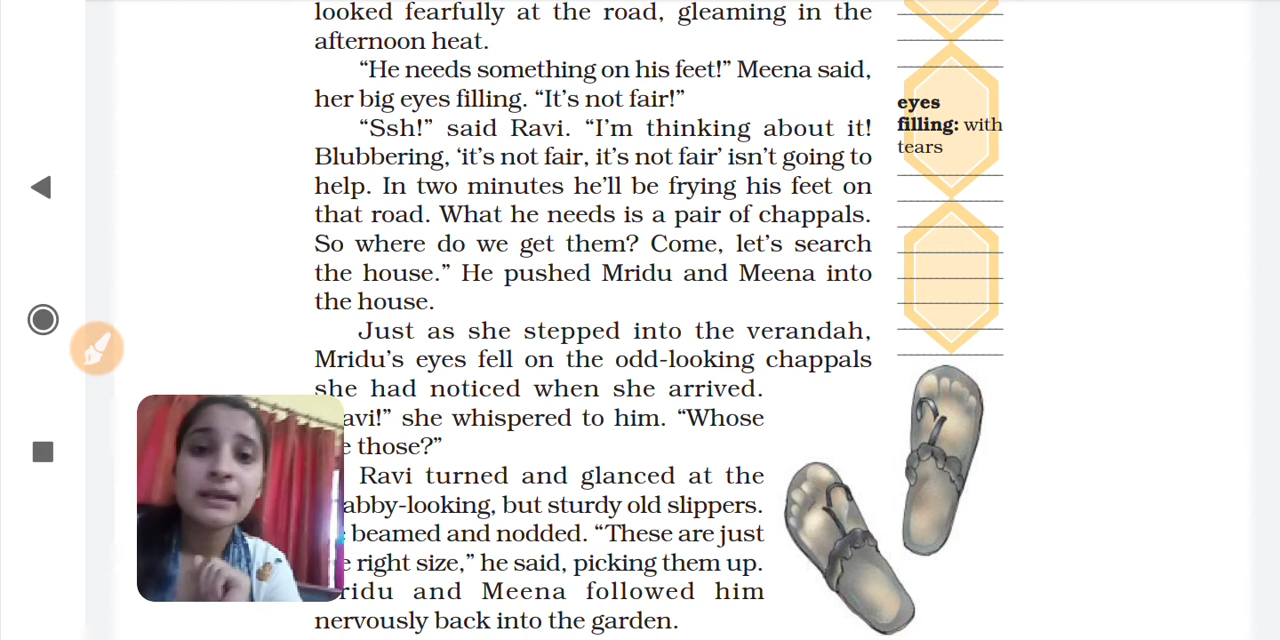 looked fearfully at the road, gleaming in the
afternoon heat.
“He needs something on his feet!” Meena said,
her big eyes filling. “It’s not fair!”
“Ssh!” said Ravi. “I’m thinking about it!
Blubbering, ‘it’s not fair, it’s not fair’ isn’t going to
help. In two minutes he’ll be frying his feet on
that road. What he needs is a pair of chappals.
So where do we get them? Come, let’s search
the house.” He pushed Mridu and Meena into
the house.
Just as she stepped into the verandah,
Mridu’s eyes fell on the odd-looking chappals
she had noticed when she arrived.
avi!” she whispered to him. “Whose
e those?”
Ravi turned and glanced at the
abby-looking, but sturdy old slippers.
beamed and nodded. “These are just
e right size,” he said, picking them up.
ridu and Meena followed him
nervously back into the garden.
eyes
filling: with
tears